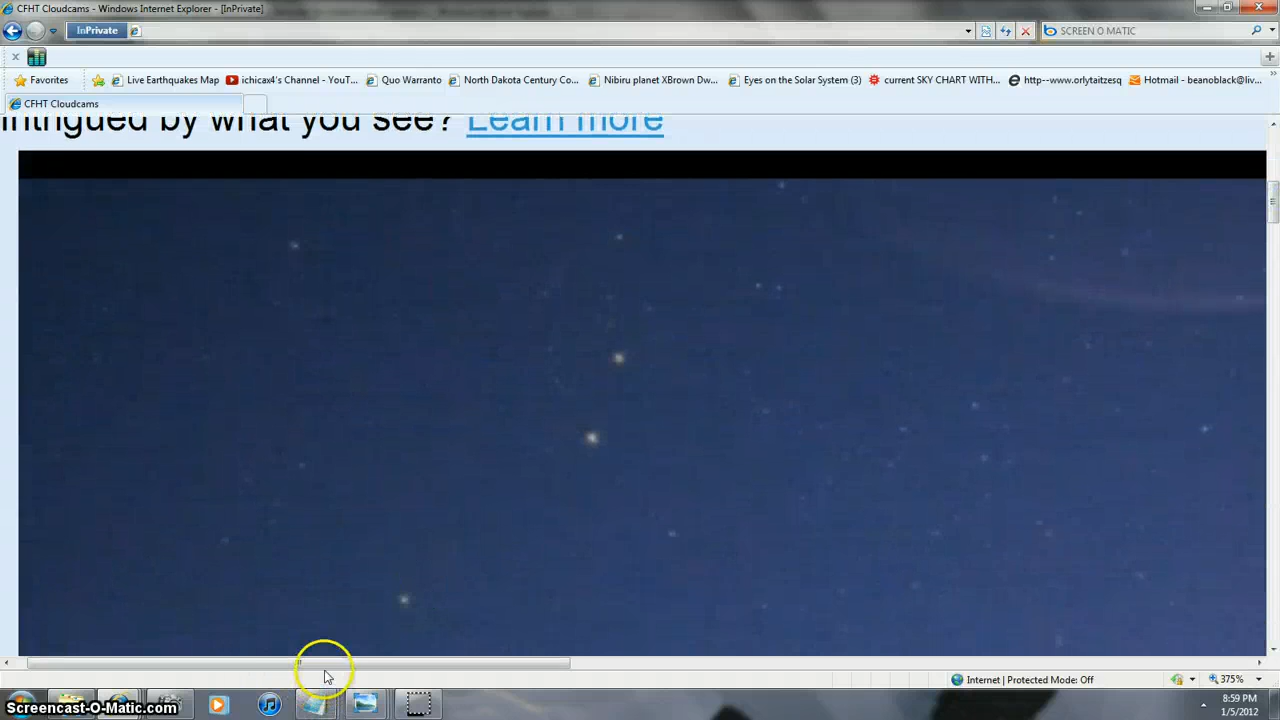 CFHT Cloudcams - Windows Internet Explorer - [InPrivate]
InPrivate
SCREEN O MATIC
Favorites
Live Earthquakes Map
ichicax4's Channel - YouT...
Quo Warranto
North Dakota Century Co...
Nibiru planet XBrown Dw...
Eyes on the Solar System (3)
current SKY CHART WITH...
http--www.orlytaitzesq
Hotmail - beanoblack@liv...
CFHT Cloudcams
intrigued by what you see? Learn more
Internet | Protected Mode: Off
375%
Screencast-O-Matic.com
8:59 PM
1/5/2012